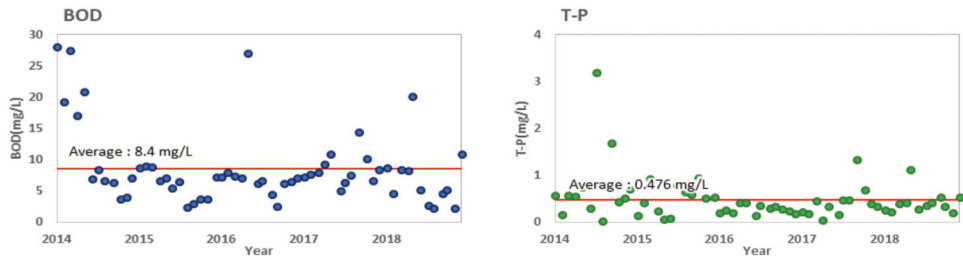 BOD
30
25
20
15
10
5
0
BOD(mg/L)
Average : 8.4 mg/L
2014 2015 2016 2017 2018
Year
T-P
4
3
2
1
0
T-P(mg/L)
Average : 0.476 mg/L
2014 2015 2016 2017 2018
Year